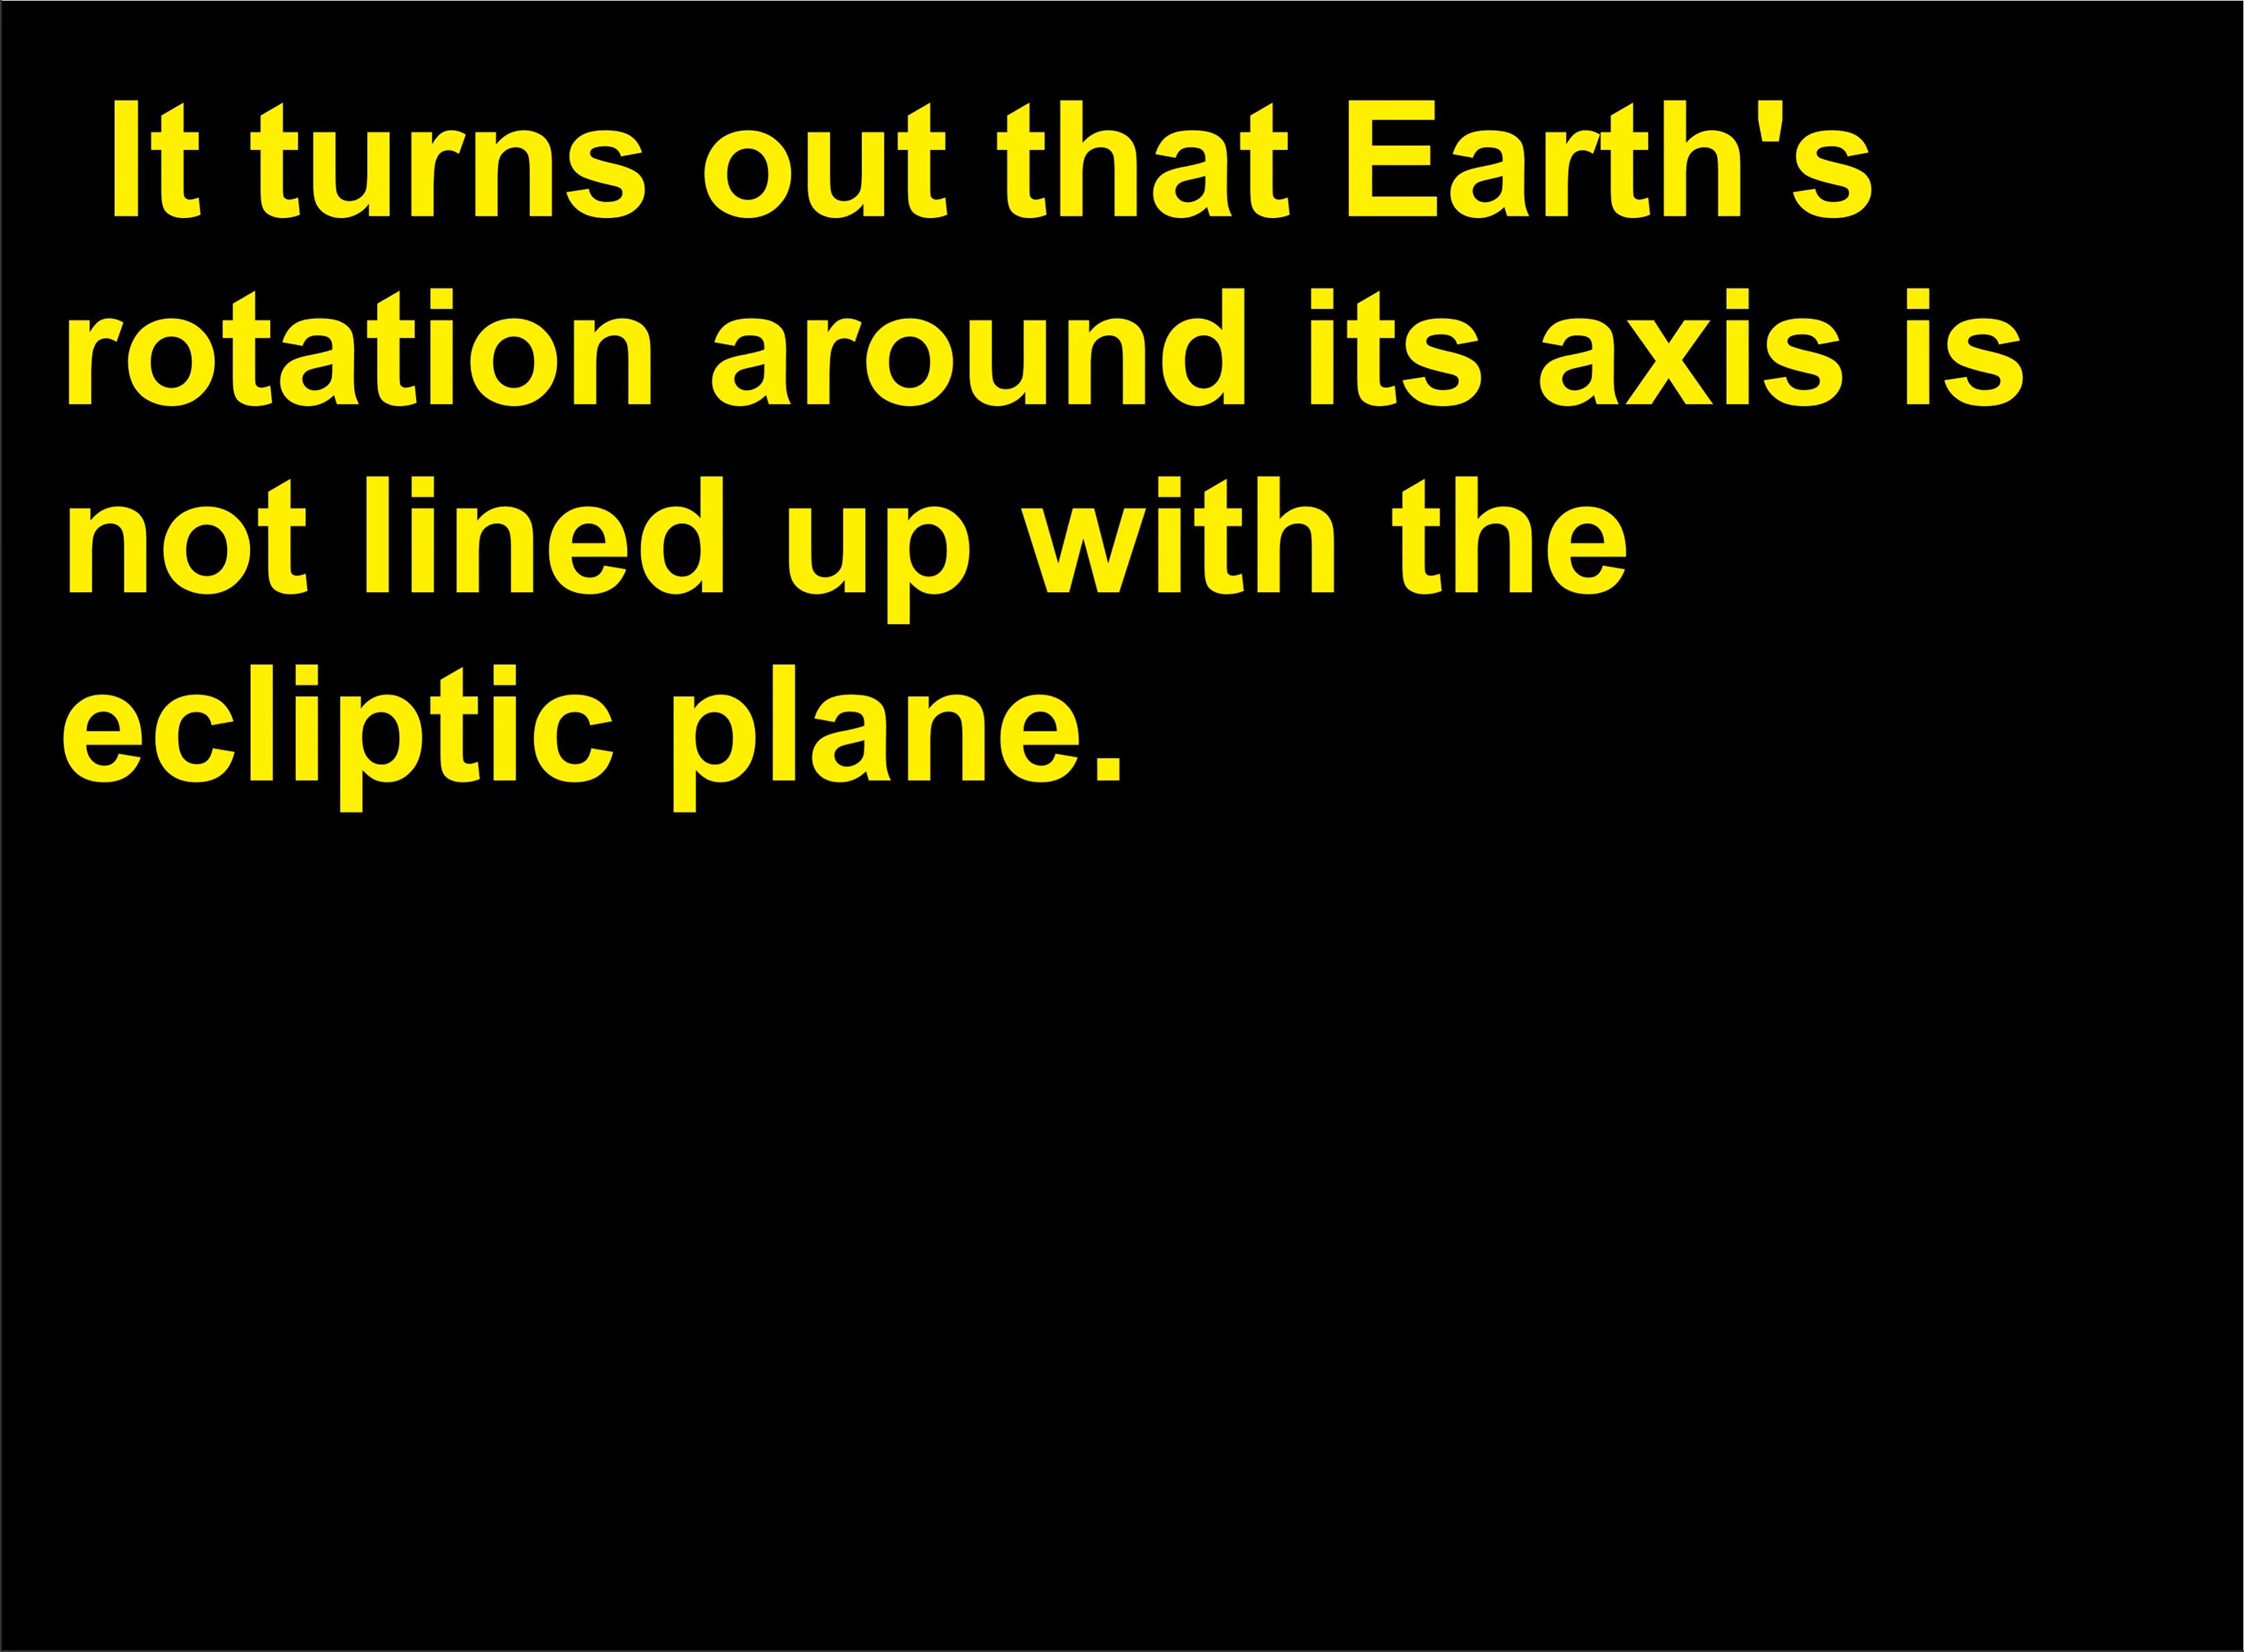 It turns out that Earth's
rotation around its axis is
not lined up with the
ecliptic plane.